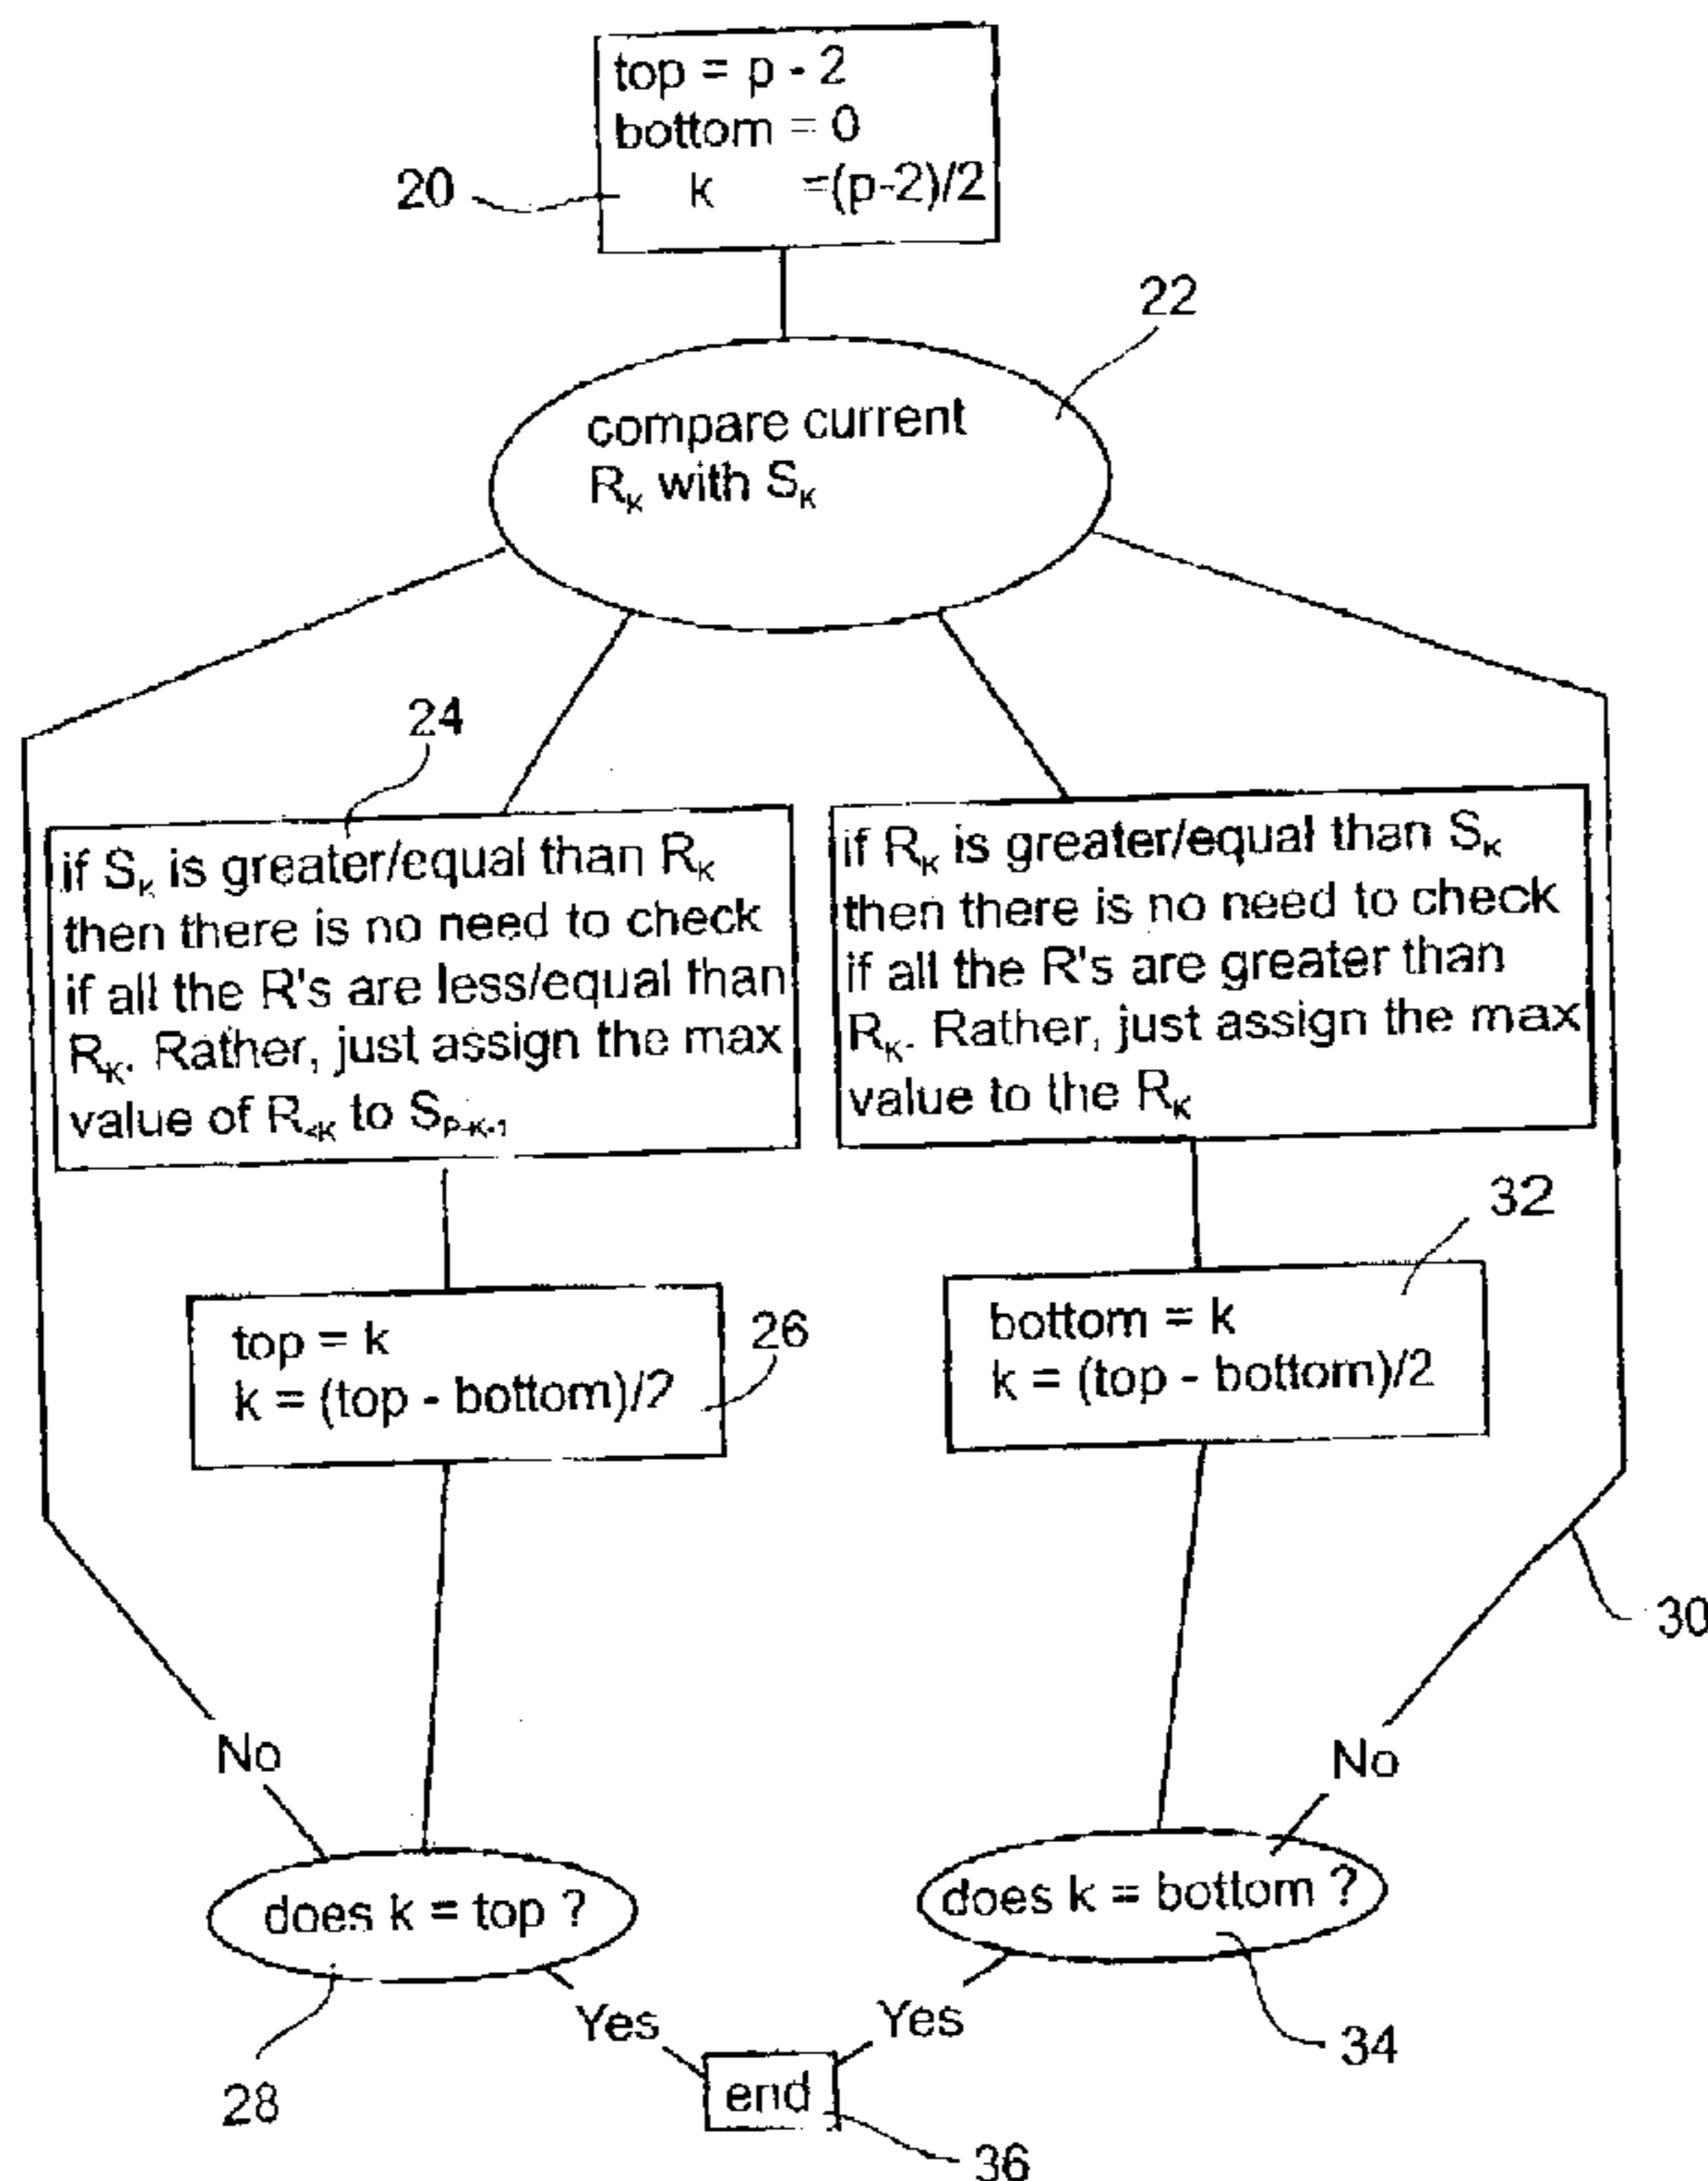 top = p - 2
bottom = 0
k =(p-2)/2
20
22
compare current
R_K with S_K
24
if S_K is greater/equal than R_K
then there is no need to check
if all the R's are less/equal than
R_K. Rather, just assign the max
value of R_<K to S_P-K-1
if R_K is greater/equal than S_K
then there is no need to check
if all the R's are greater than
R_K. Rather, just assign the max
value to the R_K
32
top = k
k = (top - bottom)/2
26
bottom = k
k = (top - bottom)/2
30
No
No
does k = top ?
does k = bottom ?
Yes
Yes
34
28
end
36